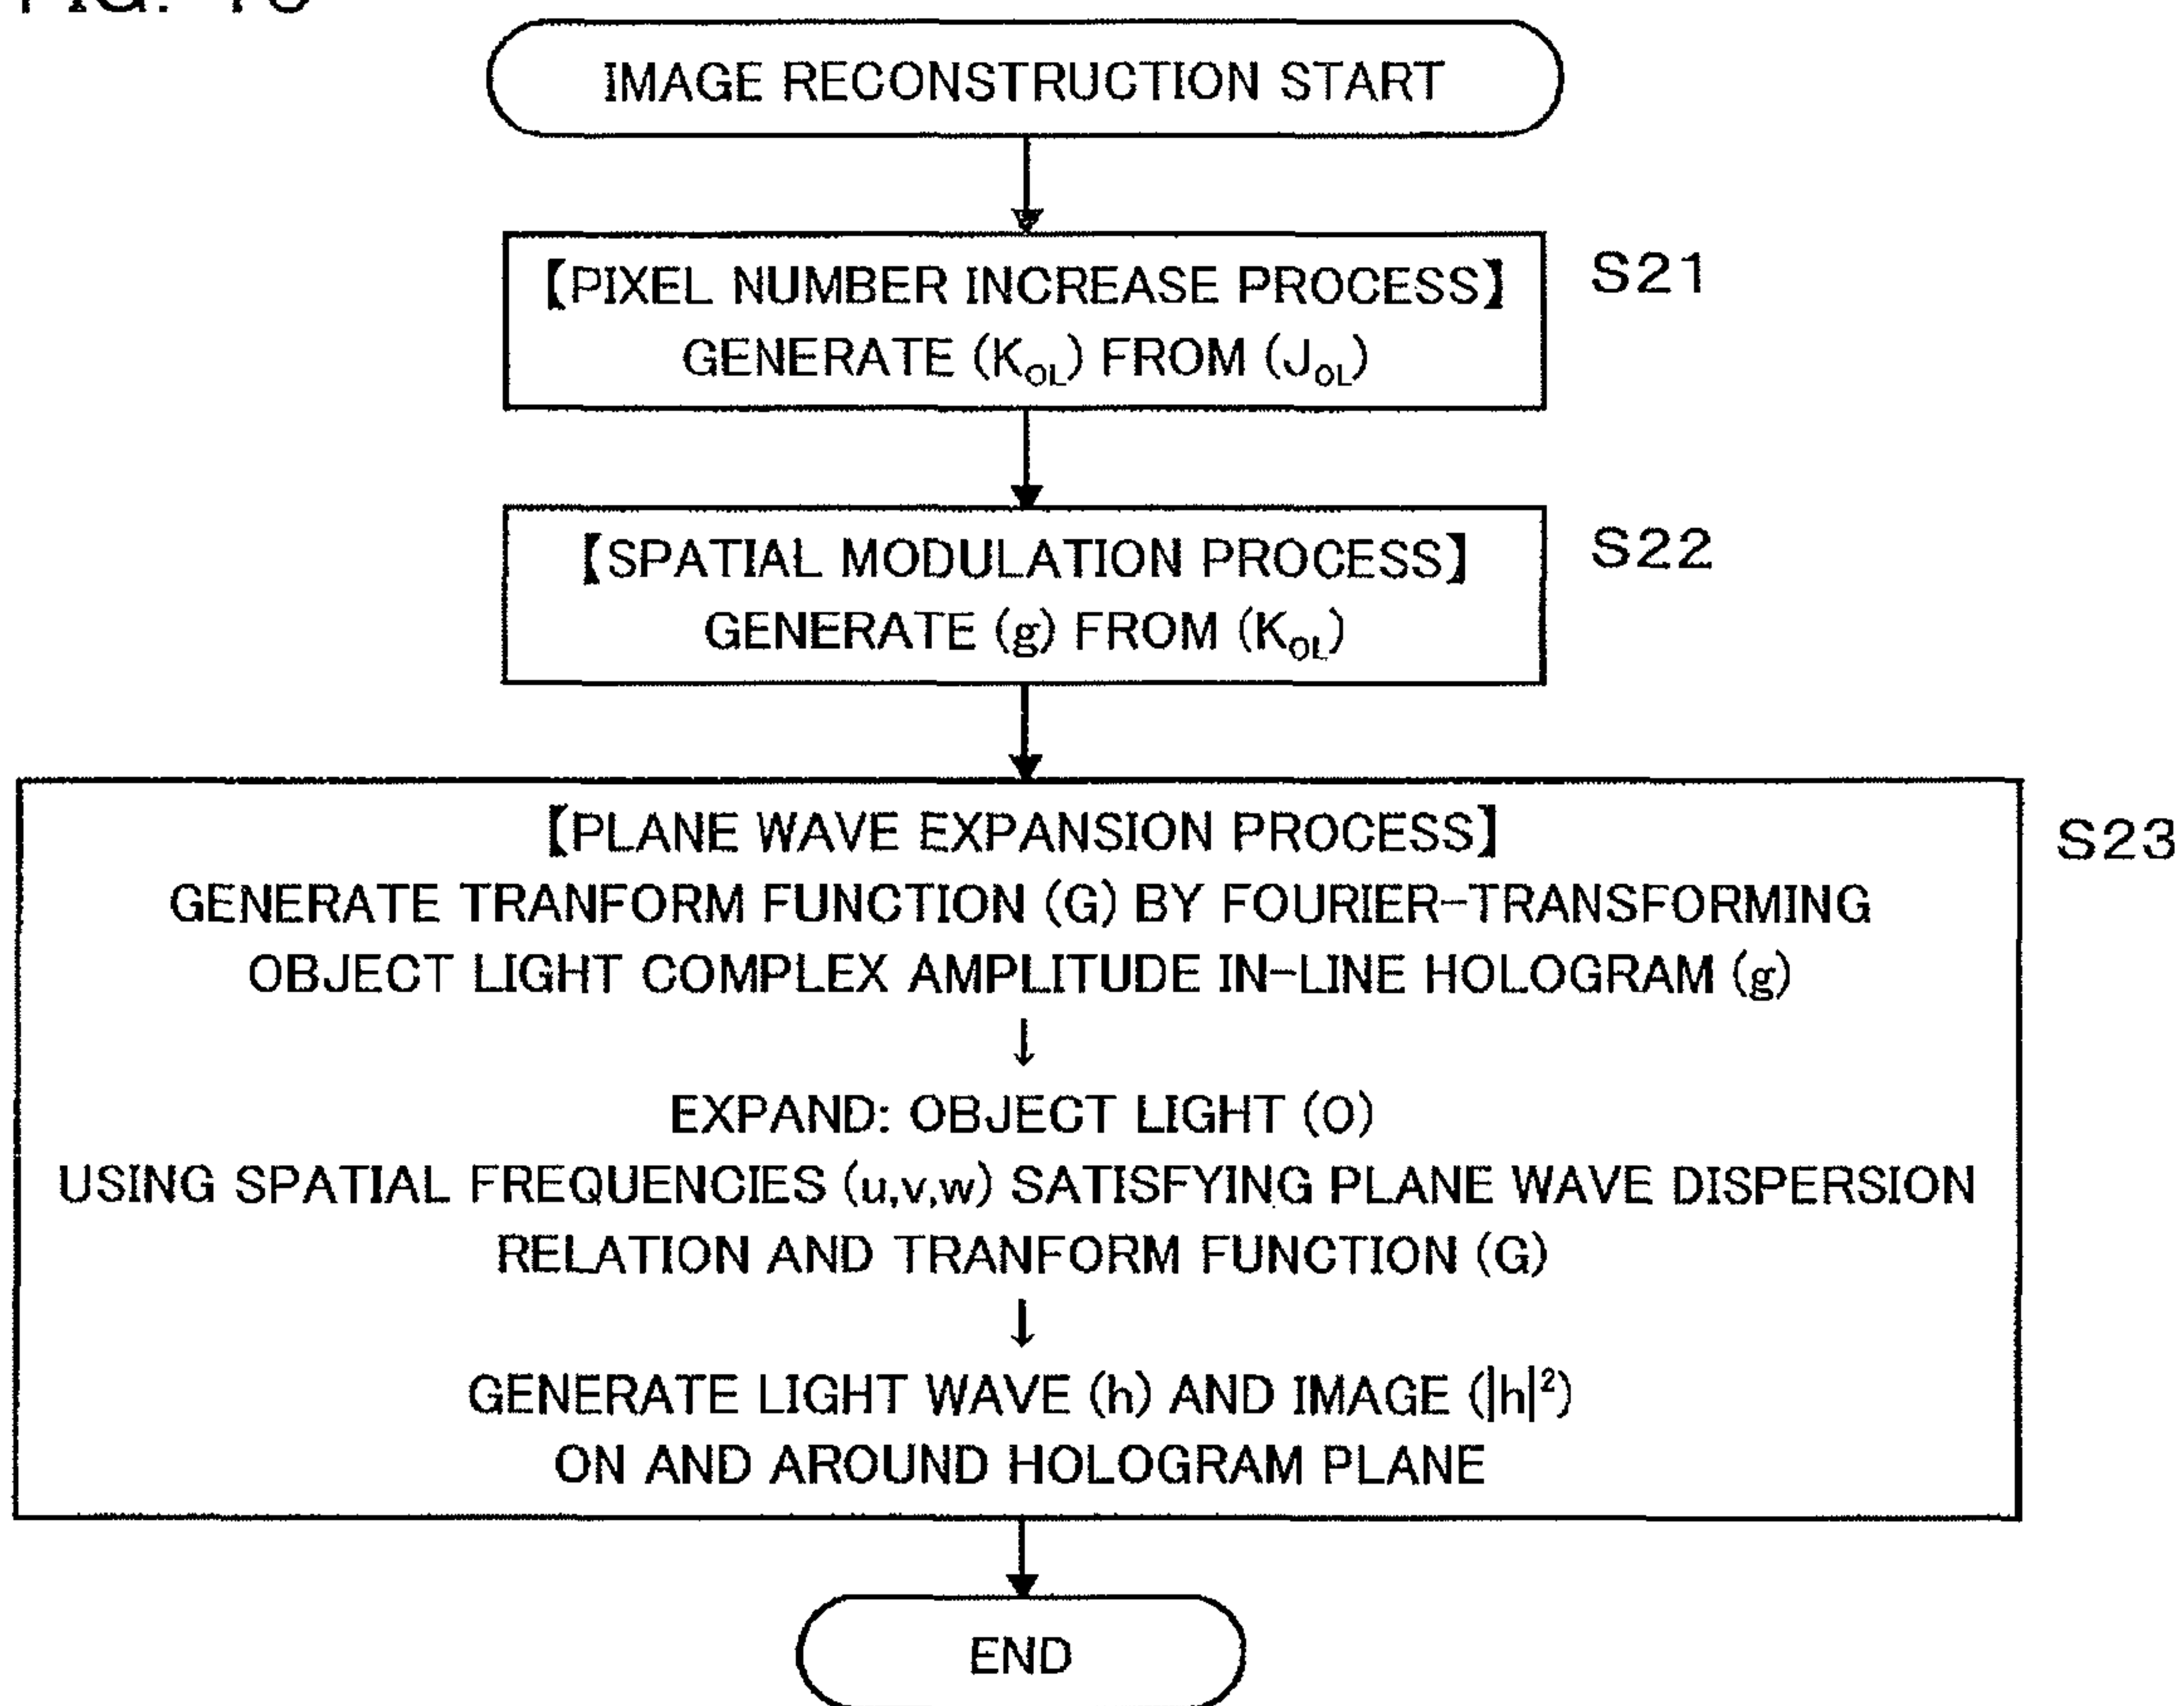 IMAGE RECONSTRUCTION START
【PIXEL NUMBER INCREASE PROCESS】 S21
GENERATE (K_OL) FROM (J_OL)
【SPATIAL MODULATION PROCESS】 S22
GENERATE (g) FROM (K_OL)
【PLANE WAVE EXPANSION PROCESS】 S23
GENERATE TRANFORM FUNCTION (G) BY FOURIER-TRANSFORMING
OBJECT LIGHT COMPLEX AMPLITUDE IN-LINE HOLOGRAM (g)
↓
EXPAND: OBJECT LIGHT (O)
USING SPATIAL FREQUENCIES (u,v,w) SATISFYING PLANE WAVE DISPERSION
RELATION AND TRANFORM FUNCTION (G)
↓
GENERATE LIGHT WAVE (h) AND IMAGE (|h|²)
ON AND AROUND HOLOGRAM PLANE
END